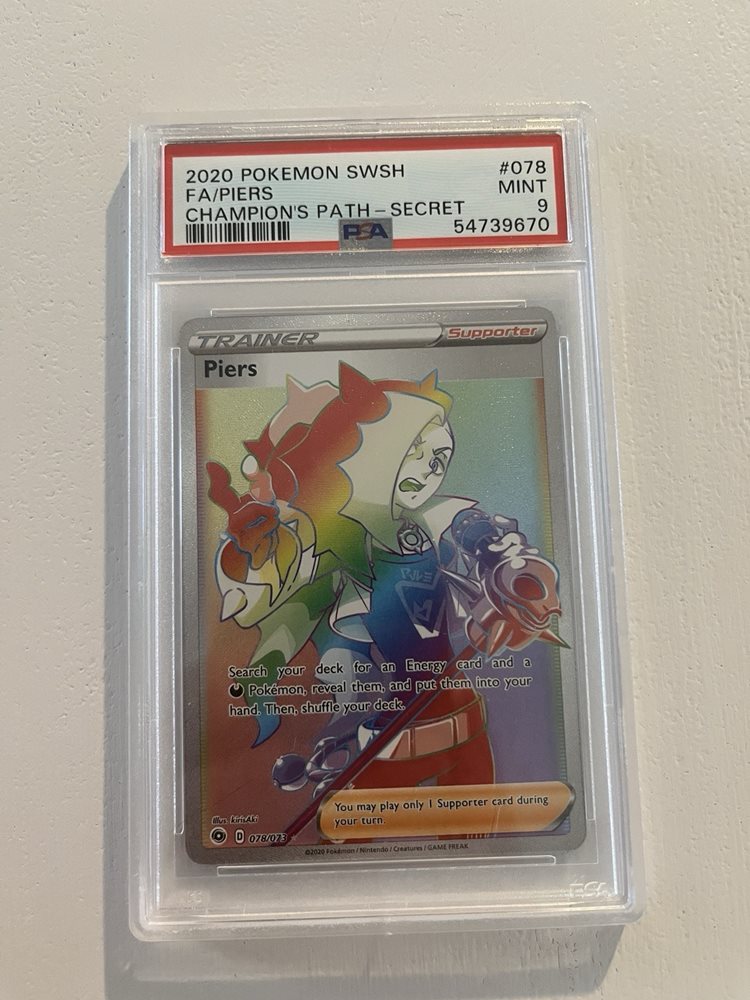 2020 POKEMON SWSH #078
FA/PIERS MINT
CHAMPION'S PATH – SECRET 9
PSA 54739670
TRAINER Supporter
Piers
Search your deck for an Energy card and a
Pokémon, reveal them, and put them into your
hand. Then, shuffle your deck.
You may play only 1 Supporter card during
your turn.
Illus. kirisAki
D 078/073
©2020 Pokémon / Nintendo / Creatures / GAME FREAK